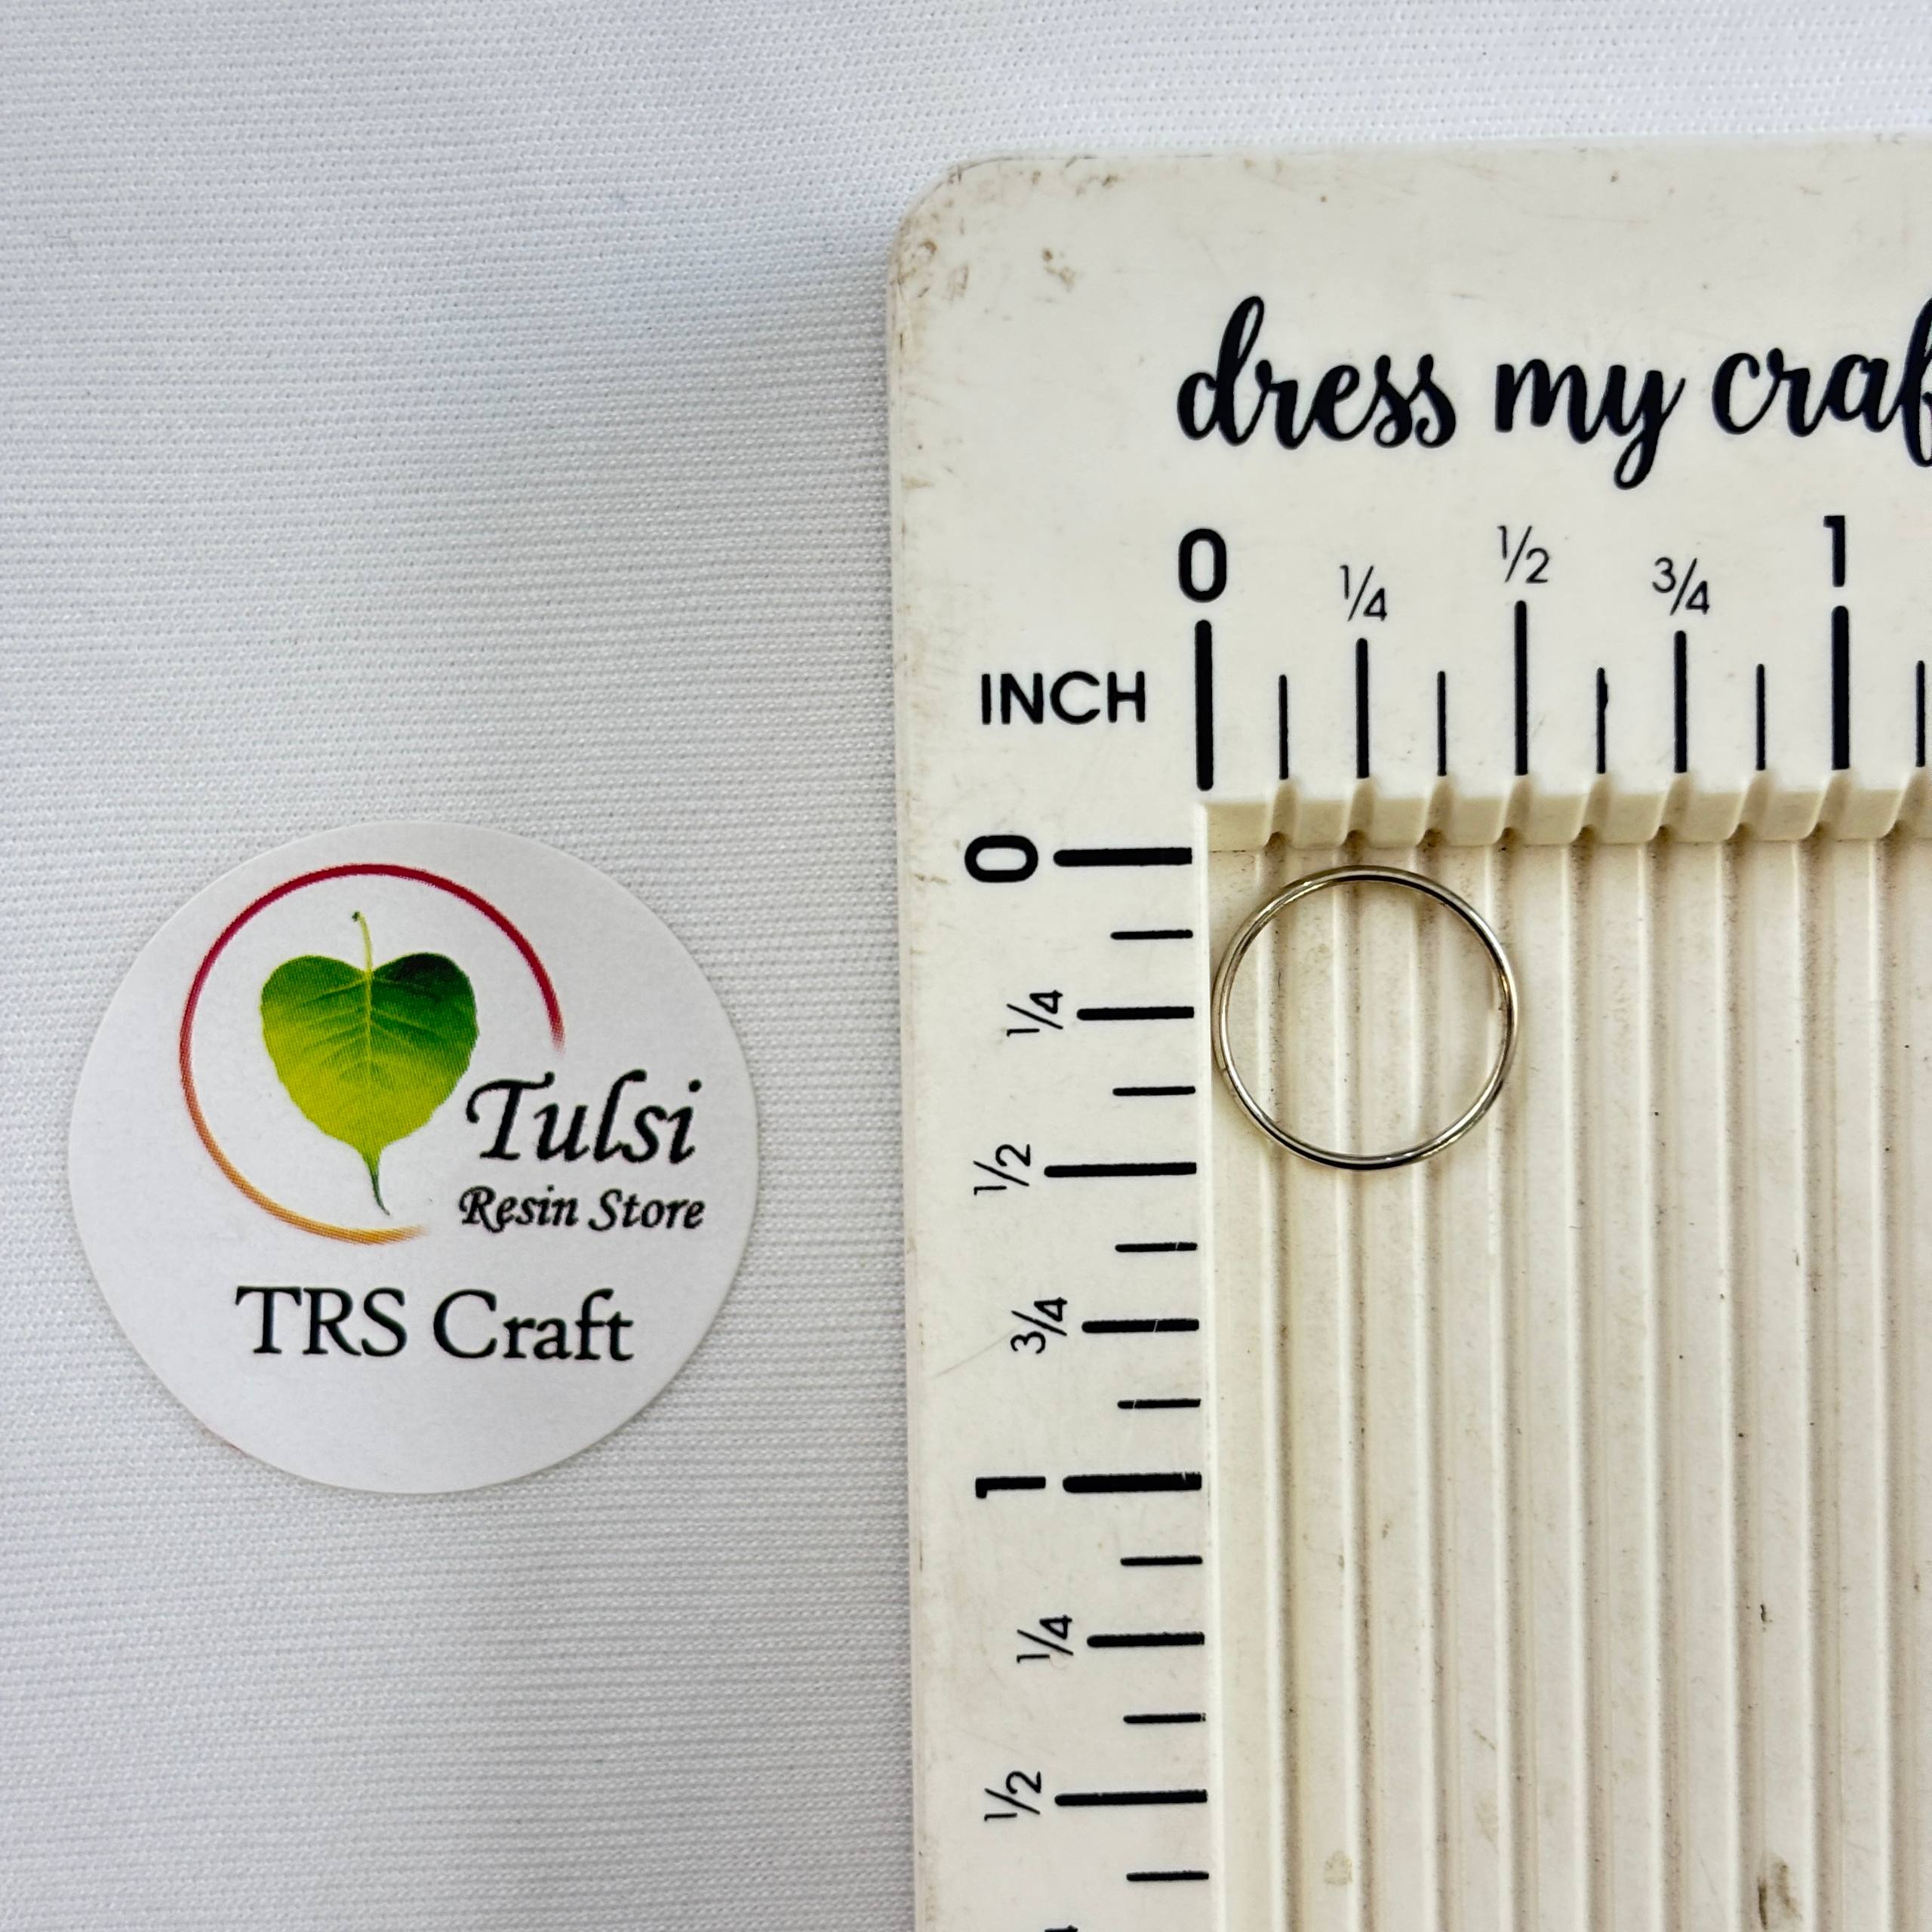 dress my craf
0 ¼ ½ ¾ 1
INCH
0
¼
½
¾
1
¼
½
Tulsi
Resin Store
TRS Craft